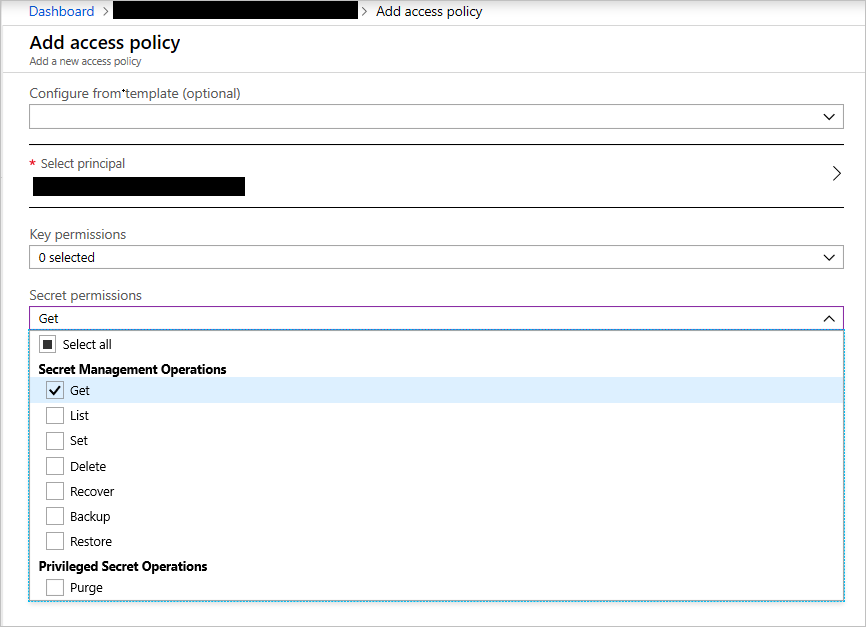 Dashboard > > Add access policy
Add access policy
Add a new access policy
Configure from*template (optional)
* Select principal
Key permissions
0 selected
Secret permissions
Get
Select all
Secret Management Operations
Get
List
Set
Delete
Recover
Backup
Restore
Privileged Secret Operations
Purge